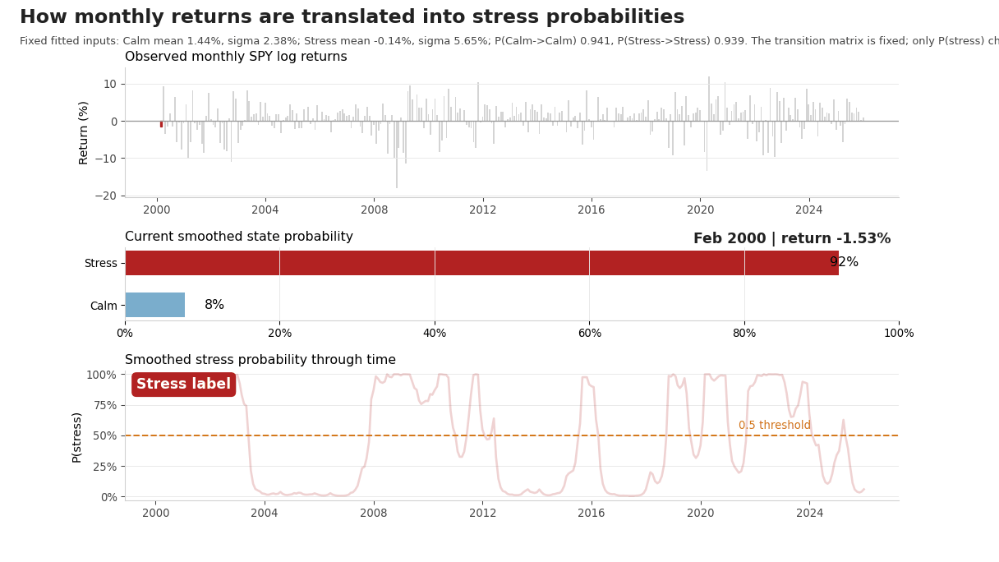 How monthly returns are translated into stress probabilities
Fixed fitted inputs: Calm mean 1.44%, sigma 2.38%; Stress mean -0.14%, sigma 5.65%; P(Calm->Calm) 0.941, P(Stress->Stress) 0.939. The transition matrix is fixed; only P(stress) ch
Observed monthly SPY log returns
Return (%)
10
0
−10
−20
2000 2004 2008 2012 2016 2020 2024
Current smoothed state probability
Feb 2000 | return -1.53%
Stress
92%
Calm
8%
0% 20% 40% 60% 80% 100%
Smoothed stress probability through time
P(stress)
100%
Stress label
75%
0.5 threshold
50%
25%
0%
2000 2004 2008 2012 2016 2020 2024